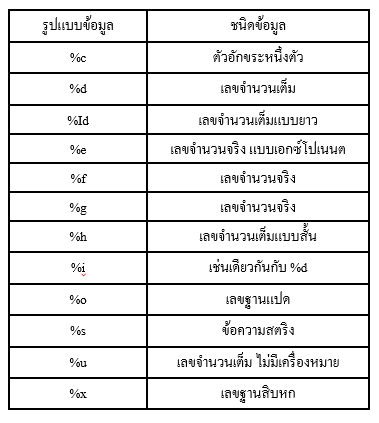 รูปแบบข้อมูล ชนิดข้อมูล
%c ตัวอักขระหนึ่งตัว
%d เลขจำนวนเต็ม
%Id เลขจำนวนเต็มแบบยาว
%e เลขจำนวนจริง แบบเอกซ์โปเนนต
%f เลขจำนวนจริง
%g เลขจำนวนจริง
%h เลขจำนวนเต็มแบบสั้น
%i เช่นเดียวกันกับ %d
%o เลขฐานแปด
%s ข้อความสตริง
%u เลขจำนวนเต็ม ไม่มีเครื่องหมาย
%x เลขฐานสิบหก